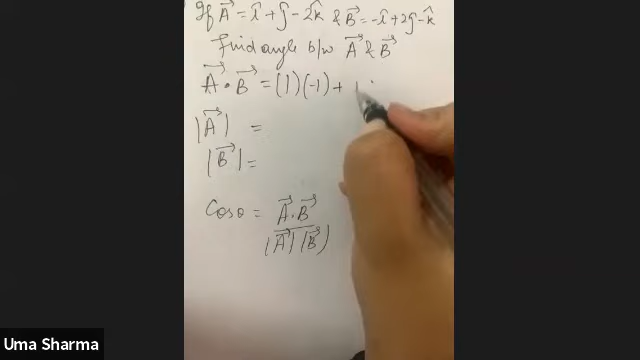 If A⃗ = î + ĵ - 2k̂ & B⃗ = -î + 2ĵ - k̂
Find angle b/w A⃗ & B⃗
A⃗ • B⃗ = (1)(-1) +
|A⃗| =
|B⃗| =
Cosθ = A⃗.B⃗
|A⃗| |B⃗|
Uma Sharma